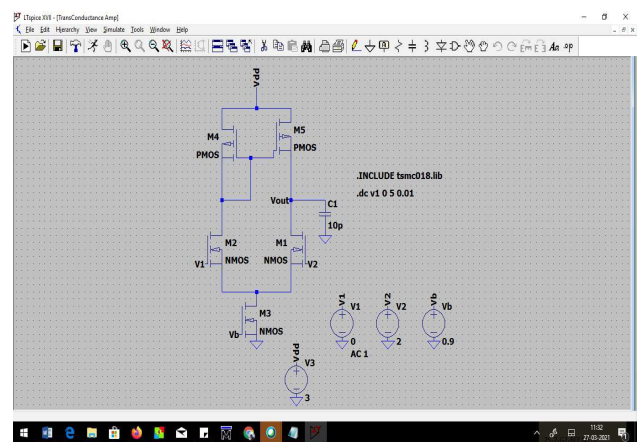 LTspice XVII - [TransConductance Amp]
File Edit Hierarchy View Simulate Tools Window Help
Vdd
M4
M5
PMOS
PMOS
.INCLUDE tsmc018.lib
.dc v1 0 5 0.01
Vout
C1
10p
M2
M1
V1
NMOS
NMOS
V2
M3
Vb
NMOS
V1
V1
0
AC 1
V2
V2
2
Vb
Vb
0.9
Vdd
V3
3
11:32
27-03-2021